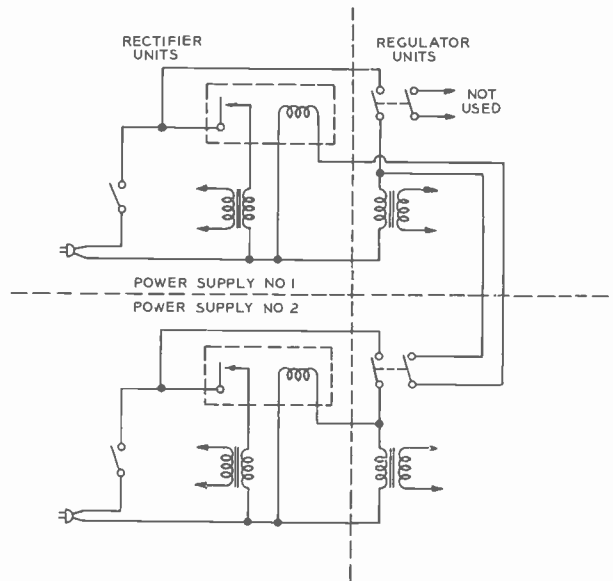 RECTIFIER
UNITS
REGULATOR
UNITS
NOT
USED
POWER SUPPLY NO 1
POWER SUPPLY NO 2